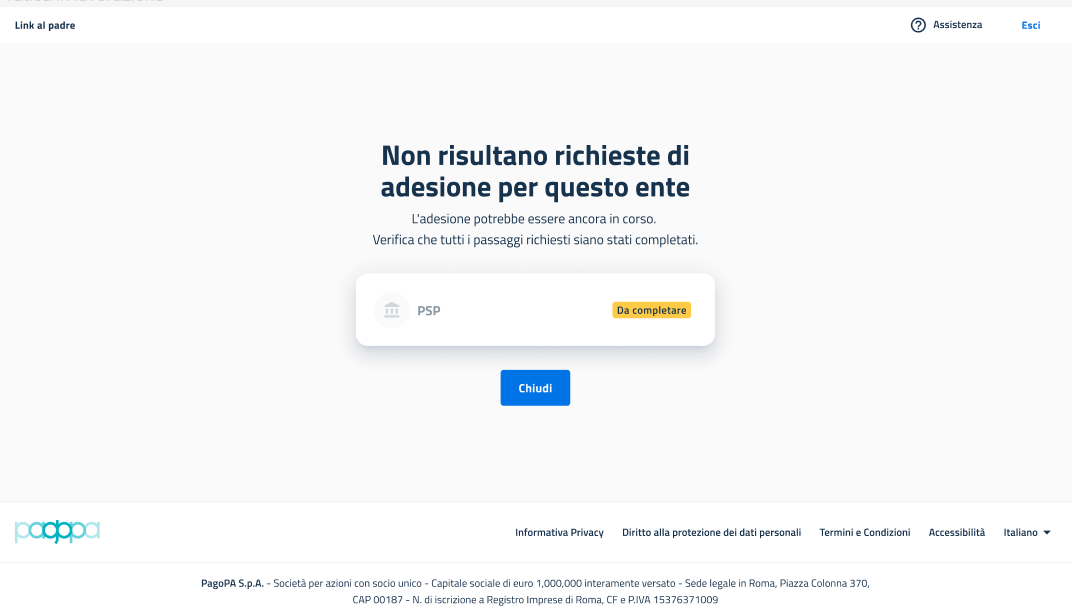 Link al padre
Assistenza
Esci
Non risultano richieste di
adesione per questo ente
L'adesione potrebbe essere ancora in corso.
Verifica che tutti i passaggi richiesti siano stati completati.
PSP
Da completare
Chiudi
pagopa
Informativa Privacy
Diritto alla protezione dei dati personali
Termini e Condizioni
Accessibilità
Italiano
PagoPA S.p.A. - Società per azioni con socio unico - Capitale sociale di euro 1,000,000 interamente versato - Sede legale in Roma, Piazza Colonna 370,
CAP 00187 - N. di iscrizione a Registro Imprese di Roma, CF e P.IVA 15376371009